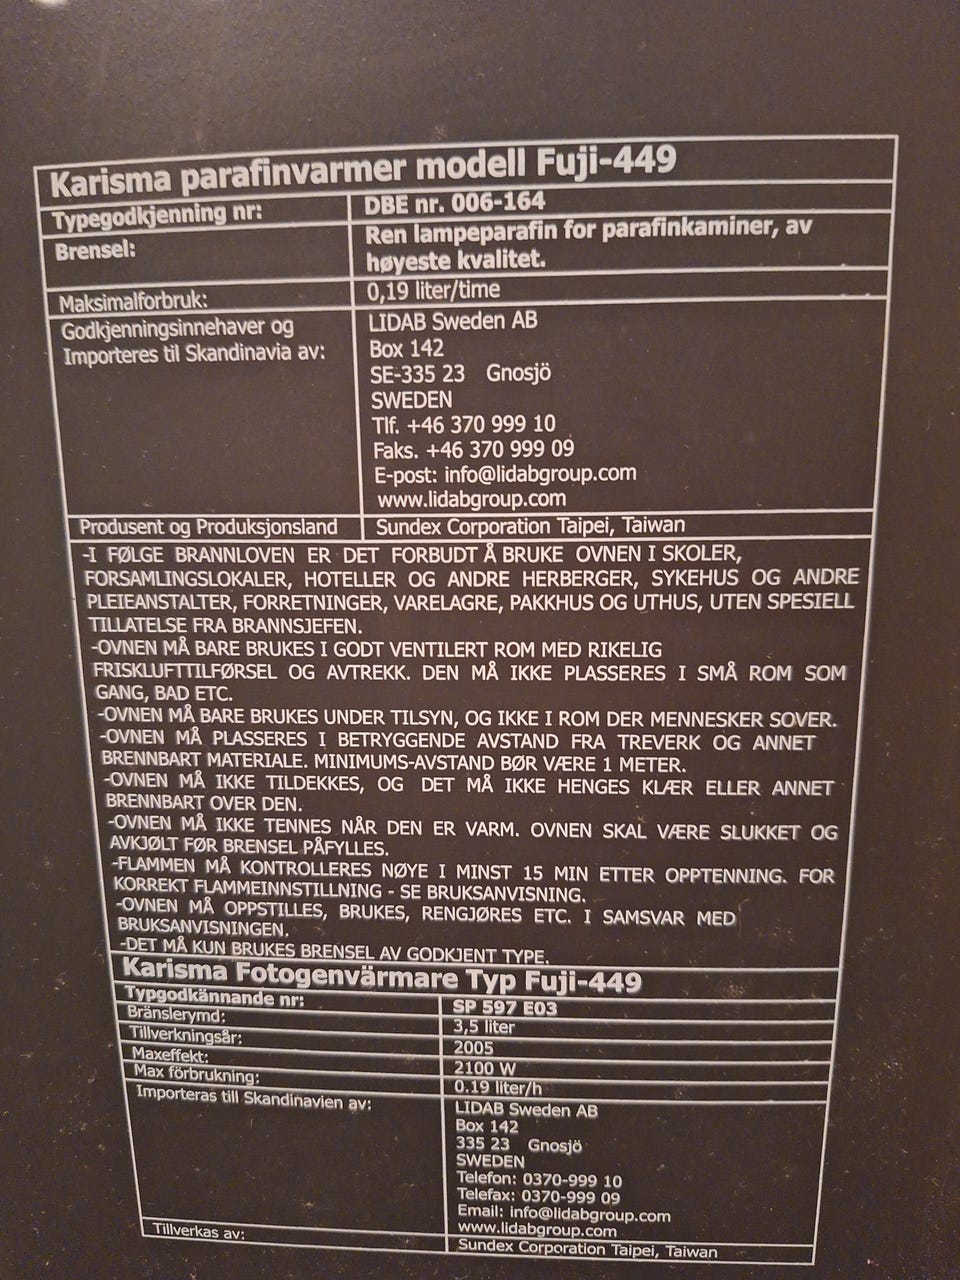 Karisma parafinvarmer modell Fuji-449
Typegodkjenning nr: DBE nr. 006-164
Brensel: Ren lampeparafin for parafinkaminer, av
høyeste kvalitet.
Maksimalforbruk: 0,19 liter/time
Godkjenningsinnehaver og LIDAB Sweden AB
Importeres til Skandinavia av: Box 142
SE-335 23 Gnosjö
SWEDEN
Tlf. +46 370 999 10
Faks. +46 370 999 09
E-post: info@lidabgroup.com
www.lidabgroup.com
Produsent og Produksjonsland Sundex Corporation Taipei, Taiwan
-I FØLGE BRANNLOVEN ER DET FORBUDT Å BRUKE OVNEN I SKOLER,
FORSAMLINGSLOKALER, HOTELLER OG ANDRE HERBERGER, SYKEHUS OG ANDRE
PLEIEANSTALTER, FORRETNINGER, VARELAGRE, PAKKHUS OG UTHUS, UTEN SPESIELL
TILLATELSE FRA BRANNSJEFEN.
-OVNEN MÅ BARE BRUKES I GODT VENTILERT ROM MED RIKELIG
FRISKLUFTTILFØRSEL OG AVTREKK. DEN MÅ IKKE PLASSERES I SMÅ ROM SOM
GANG, BAD ETC.
-OVNEN MÅ BARE BRUKES UNDER TILSYN, OG IKKE I ROM DER MENNESKER SOVER.
-OVNEN MÅ PLASSERES I BETRYGGENDE AVSTAND FRA TREVERK OG ANNET
BRENNBART MATERIALE. MINIMUMS-AVSTAND BØR VÆRE 1 METER.
-OVNEN MÅ IKKE TILDEKKES, OG DET MÅ IKKE HENGES KLÆR ELLER ANNET
BRENNBART OVER DEN.
-OVNEN MÅ IKKE TENNES NÅR DEN ER VARM. OVNEN SKAL VÆRE SLUKKET OG
AVKJØLT FØR BRENSEL PÅFYLLES.
-FLAMMEN MÅ KONTROLLERES NØYE I MINST 15 MIN ETTER OPPTENNING. FOR
KORREKT FLAMMEINNSTILLNING - SE BRUKSANVISNING.
-OVNEN MÅ OPPSTILLES, BRUKES, RENGJØRES ETC. I SAMSVAR MED
BRUKSANVISNINGEN.
-DET MÅ KUN BRUKES BRENSEL AV GODKJENT TYPE.
Karisma Fotogenvärmare Typ Fuji-449
Typgodkännande nr: SP 597 E03
Bränslerymd: 3,5 liter
Tillverkningsår: 2005
Maxeffekt: 2100 W
Max förbrukning: 0.19 liter/h
Importeras till Skandinavien av: LIDAB Sweden AB
Box 142
335 23 Gnosjö
SWEDEN
Telefon: 0370-999 10
Telefax: 0370-999 09
Email: info@lidabgroup.com
www.lidabgroup.com
Tillverkas av: Sundex Corporation Taipei, Taiwan